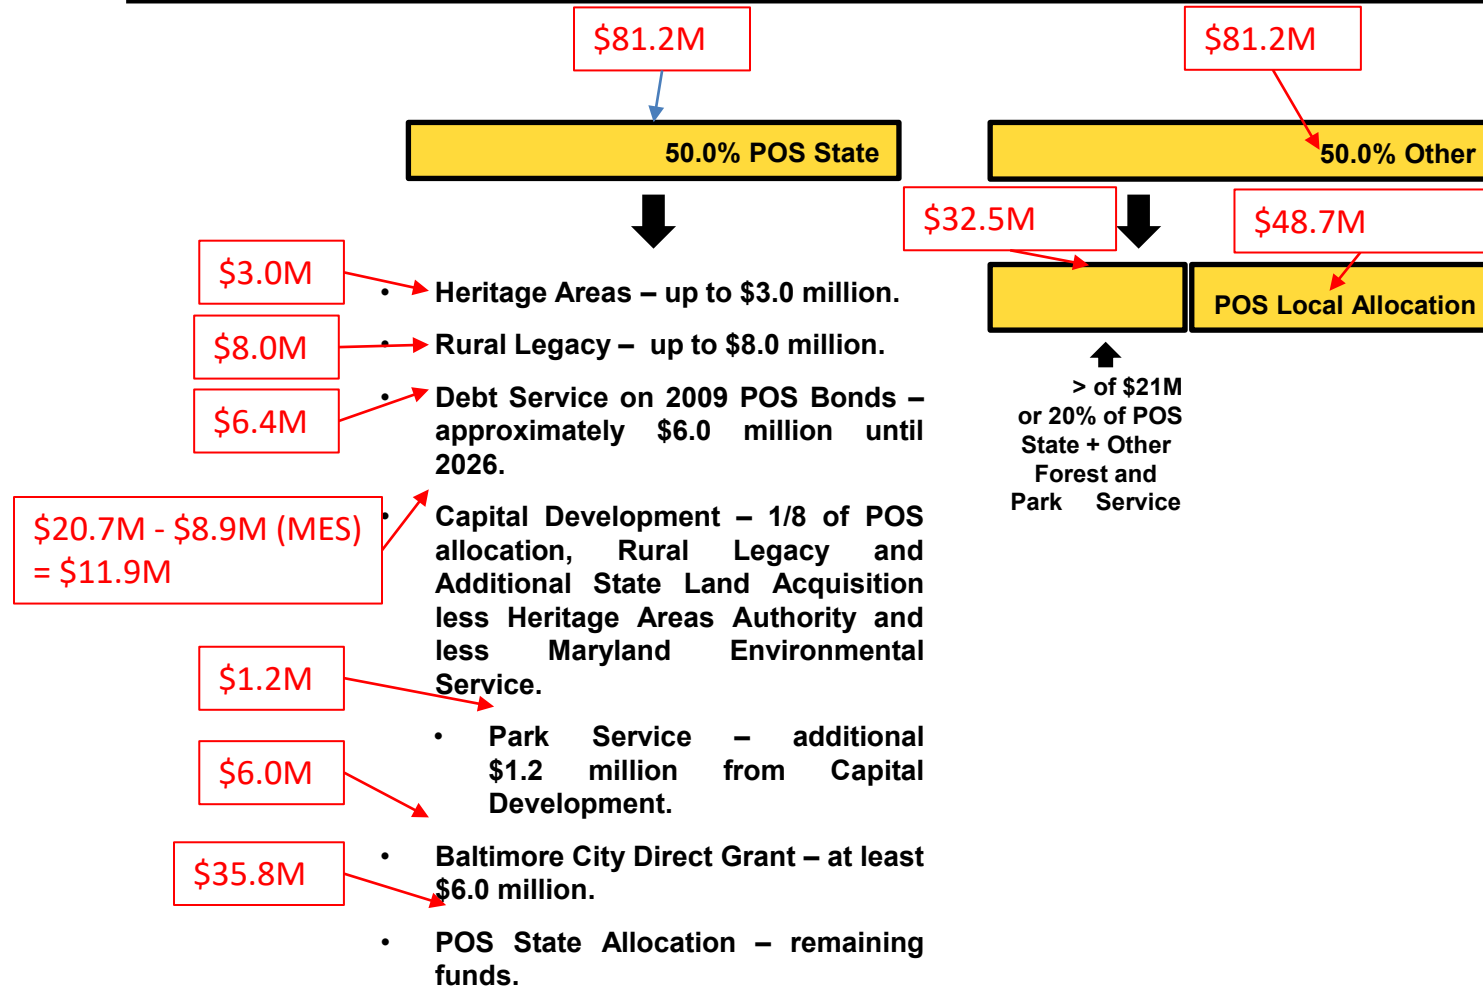 $81.2M
$81.2M
50.0% POS State
50.0% Other
$32.5M
$48.7M
POS Local Allocation
> of $21M
or 20% of POS
State + Other
Forest and
Park Service
$3.0M
• Heritage Areas – up to $3.0 million.
$8.0M
• Rural Legacy – up to $8.0 million.
$6.4M
• Debt Service on 2009 POS Bonds –
approximately $6.0 million until
2026.
$20.7M - $8.9M (MES)
= $11.9M
• Capital Development – 1/8 of POS
allocation, Rural Legacy and
Additional State Land Acquisition
less Heritage Areas Authority and
less Maryland Environmental
Service.
$1.2M
• Park Service – additional
$1.2 million from Capital
Development.
$6.0M
• Baltimore City Direct Grant – at least
$6.0 million.
$35.8M
• POS State Allocation – remaining
funds.